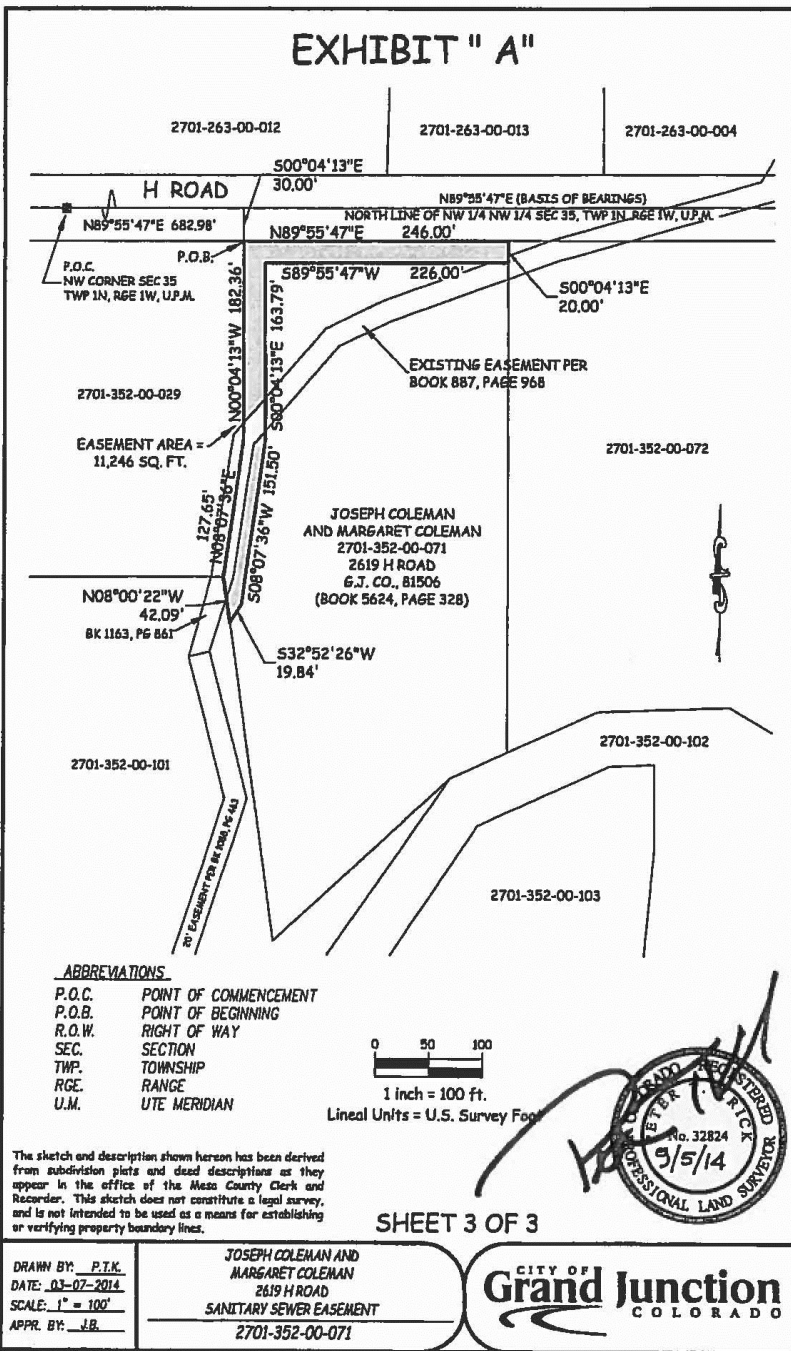 EXHIBIT " A"
2701-263-00-012
2701-263-00-013
2701-263-00-004
S00°04'13"E
30.00'
H ROAD
N89°55'47"E (BASIS OF BEARINGS)
N89°55'47"E 682.98'
NORTH LINE OF NW 1/4 NW 1/4 SEC 35, TWP 1N, RGE 1W, U.P.M.
N89°55'47"E 246.00'
P.O.B.
P.O.C.
NW CORNER SEC 35
TWP 1N, RGE 1W, U.P.M.
S89°55'47"W 226.00'
S00°04'13"E
20.00'
N00°04'13"W 182.36'
S00°04'13"E 163.79'
EXISTING EASEMENT PER
BOOK 887, PAGE 968
2701-352-00-029
EASEMENT AREA =
11,246 SQ. FT.
2701-352-00-072
127.65'
N08°07'36"E
S08°07'36"W 151.50'
JOSEPH COLEMAN
AND MARGARET COLEMAN
2701-352-00-071
2619 H ROAD
G.J. CO., 81506
(BOOK 5624, PAGE 328)
N08°00'22"W
42.09'
BK 1163, PG 861
S32°52'26"W
19.84'
2701-352-00-101
2701-352-00-102
20' EASEMENT PER BK 1088, PG 463
2701-352-00-103
ABBREVIATIONS
P.O.C. POINT OF COMMENCEMENT
P.O.B. POINT OF BEGINNING
R.O.W. RIGHT OF WAY
SEC. SECTION
TWP. TOWNSHIP
RGE. RANGE
U.M. UTE MERIDIAN
0 50 100
1 inch = 100 ft.
Lineal Units = U.S. Survey Foot
COLORADO REGISTERED
No. 32824
9/5/14
PROFESSIONAL LAND SURVEYOR
The sketch and description shown hereon has been derived
from subdivision plats and deed descriptions as they
appear in the office of the Mesa County Clerk and
Recorder. This sketch does not constitute a legal survey,
and is not intended to be used as a means for establishing
or verifying property boundary lines.
SHEET 3 OF 3
DRAWN BY: P.T.K.
DATE: 03-07-2014
SCALE: 1" = 100'
APPR. BY: J.B.
JOSEPH COLEMAN AND
MARGARET COLEMAN
2619 H ROAD
SANITARY SEWER EASEMENT
2701-352-00-071
CITY OF
Grand Junction
COLORADO